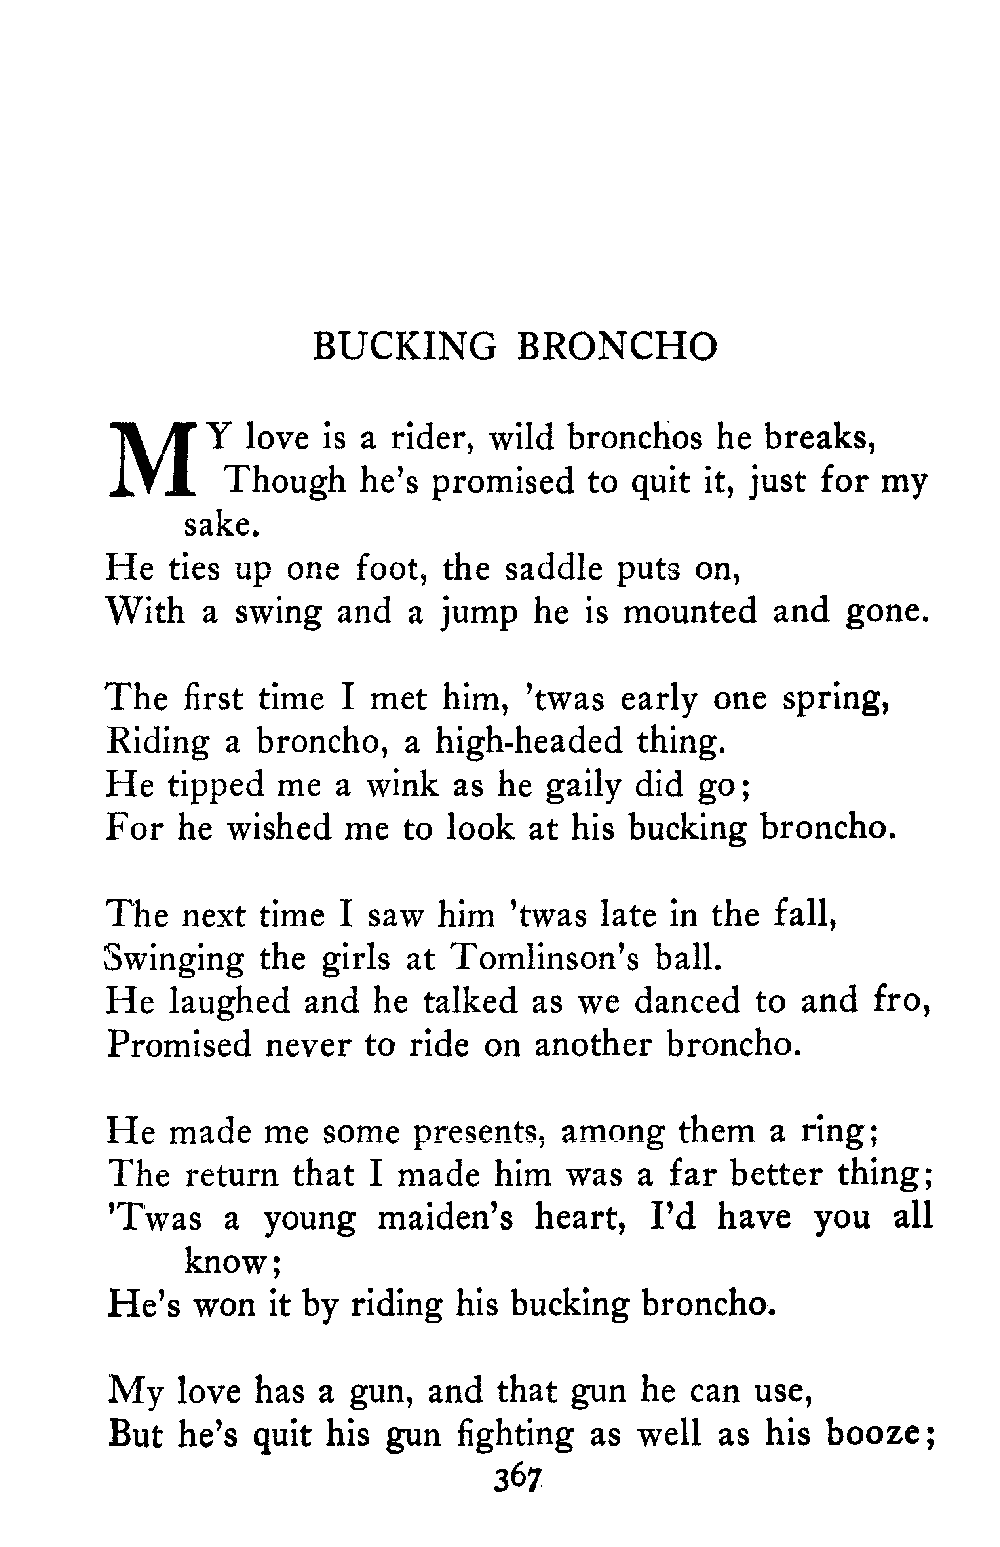 BUCKING BRONCHO
MY love is a rider, wild bronchos he breaks,
Though he's promised to quit it, just for my
sake.
He ties up one foot, the saddle puts on,
With a swing and a jump he is mounted and gone.
The first time I met him, 'twas early one spring,
Riding a broncho, a high-headed thing.
He tipped me a wink as he gaily did go;
For he wished me to look at his bucking broncho.
The next time I saw him 'twas late in the fall,
Swinging the girls at Tomlinson's ball.
He laughed and he talked as we danced to and fro,
Promised never to ride on another broncho.
He made me some presents, among them a ring;
The return that I made him was a far better thing;
'Twas a young maiden's heart, I'd have you all
know;
He's won it by riding his bucking broncho.
My love has a gun, and that gun he can use,
But he's quit his gun fighting as well as his booze;
367